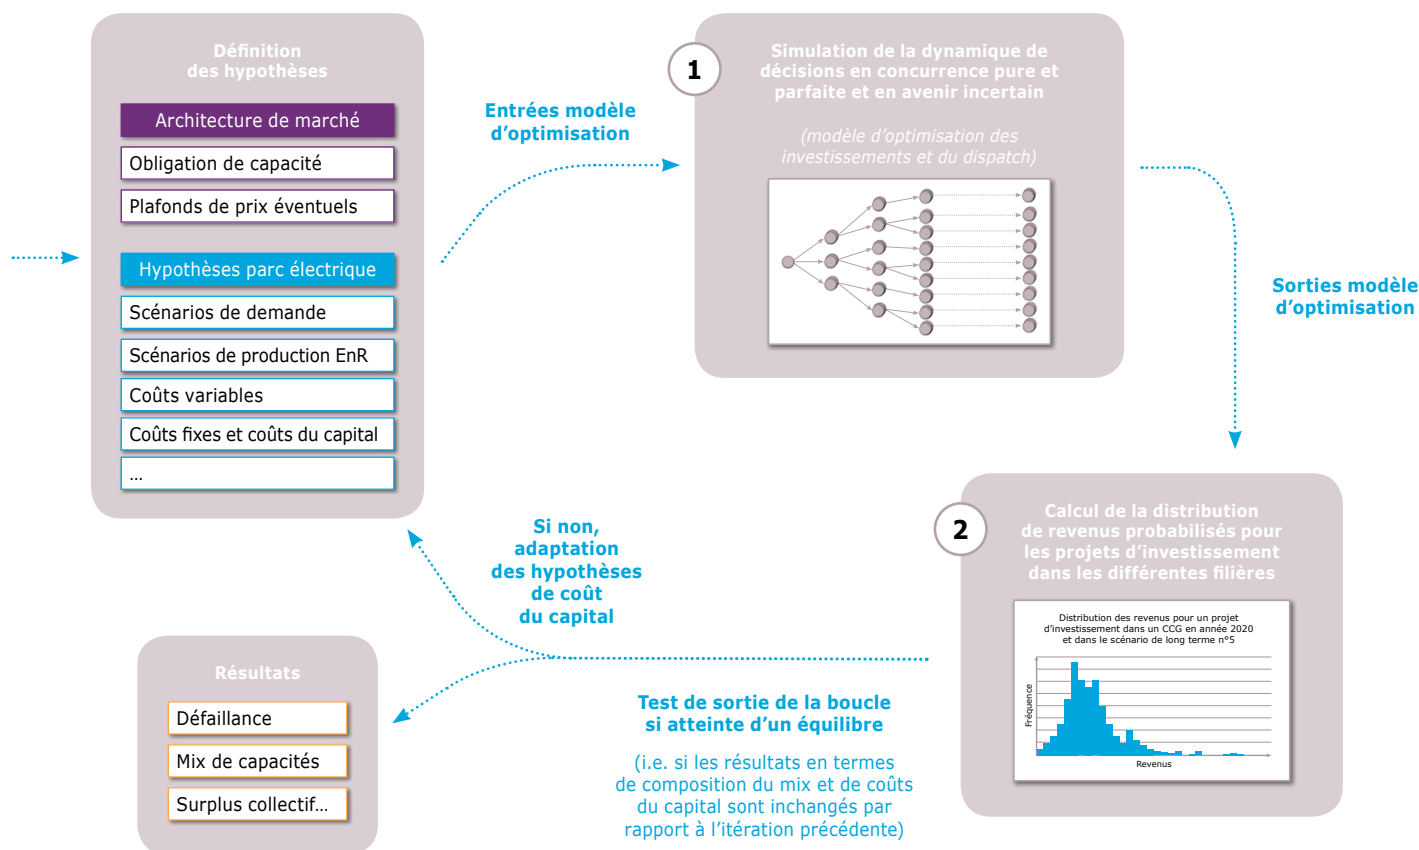 Définition
des hypothèses
Architecture de marché
Obligation de capacité
Plafonds de prix éventuels
Hypothèses parc électrique
Scénarios de demande
Scénarios de production EnR
Coûts variables
Coûts fixes et coûts du capital
...
Entrées modèle
d’optimisation
1
Simulation de la dynamique de
décisions en concurrence pure et
parfaite et en avenir incertain
(modèle d’optimisation des
investissements et du dispatch)
Sorties modèle
d’optimisation
2
Calcul de la distribution
de revenus probabilisés pour
les projets d’investissement
dans les différentes filières
Distribution des revenus pour un projet
d’investissement dans un CCG en année 2020
et dans le scénario de long terme n°5
Fréquence
Revenus
Si non,
adaptation
des hypothèses
de coût
du capital
Test de sortie de la boucle
si atteinte d’un équilibre
(i.e. si les résultats en termes
de composition du mix et de coûts
du capital sont inchangés par
rapport à l’itération précédente)
Résultats
Défaillance
Mix de capacités
Surplus collectif...